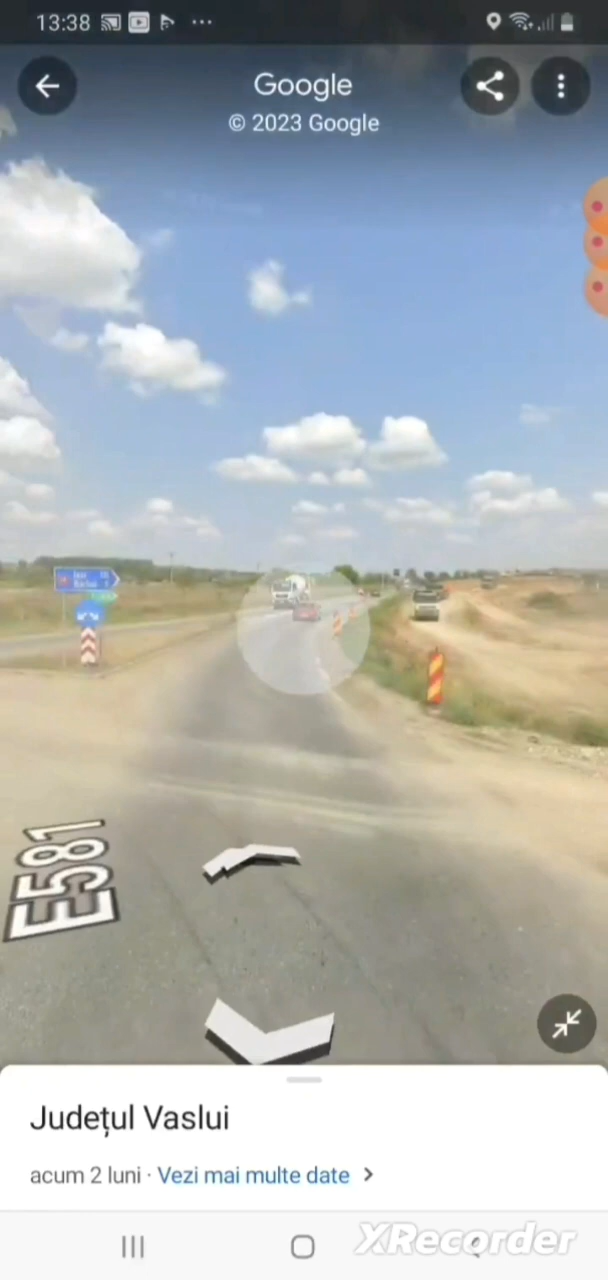 13:38
Google
© 2023 Google
E581
Județul Vaslui
acum 2 luni · Vezi mai multe date
XRecorder